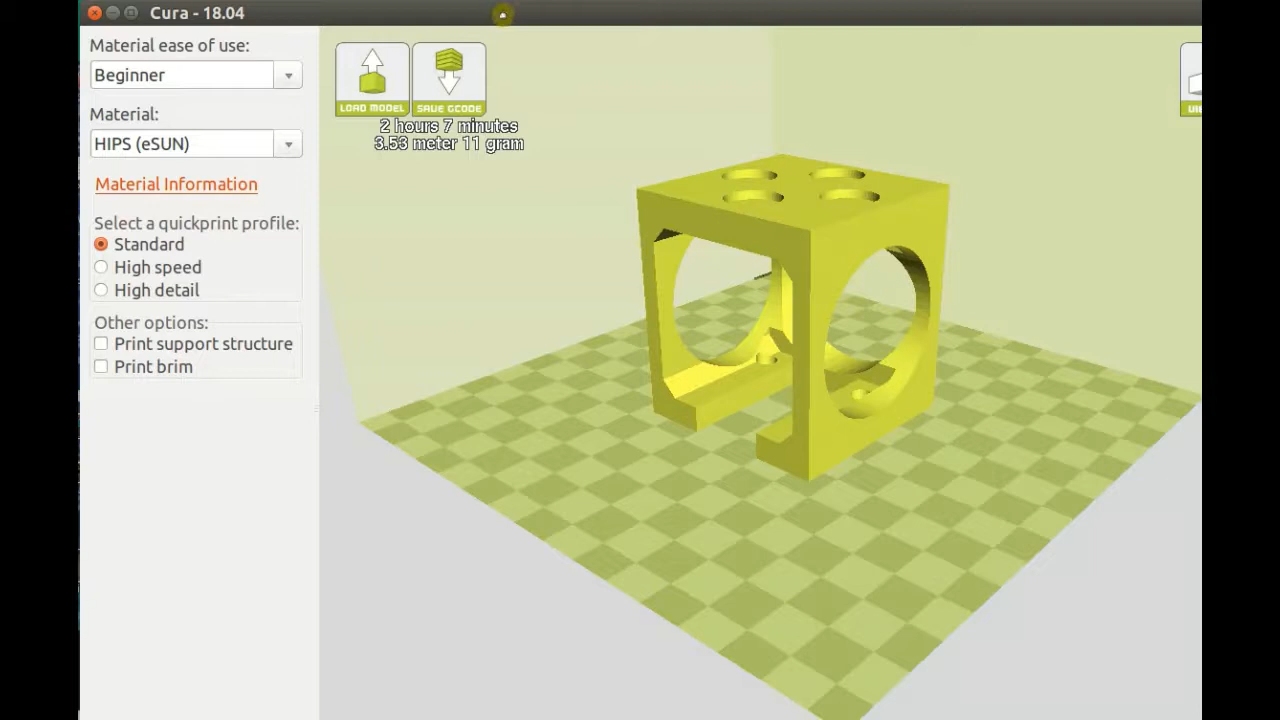 Cura - 18.04
Material ease of use:
Beginner
Material:
HIPS (eSUN)
Material Information
Select a quickprint profile:
Standard
High speed
High detail
Other options:
Print support structure
Print brim
LOAD MODEL
SAVE GCODE
2 hours 7 minutes
3.53 meter 11 gram